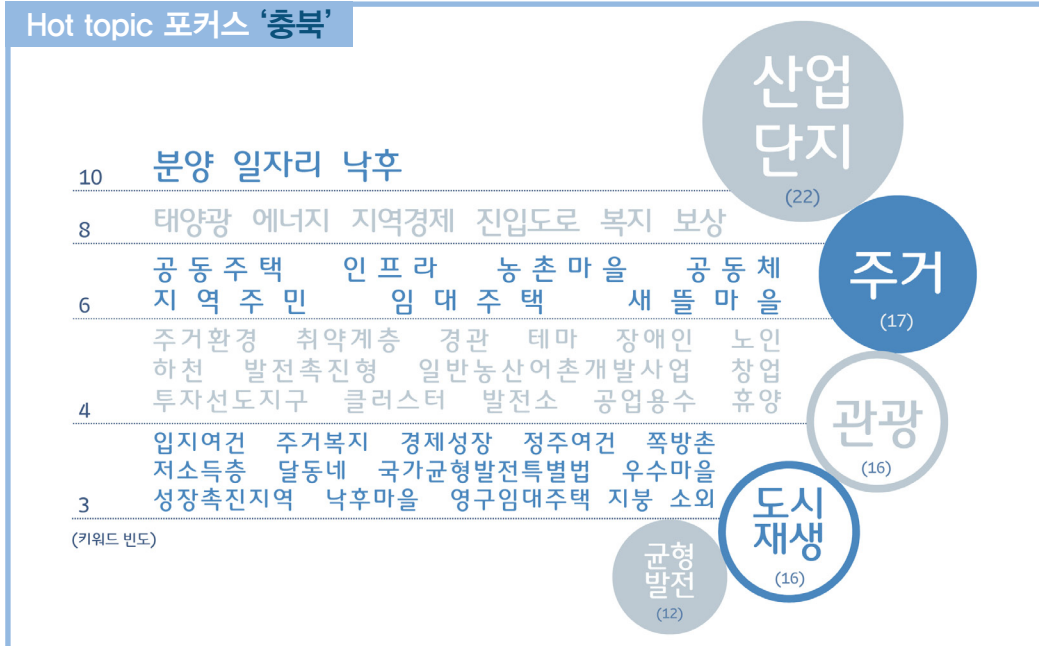 Hot topic 포커스 ‘충북’
산업
단지
(22)
10
분양 일자리 낙후
8
태양광 에너지 지역경제 진입도로 복지 보상
주거
(17)
공동주택 인프라 농촌마을 공동체
6
지역주민 임대주택 새뜰마을
주거환경 취약계층 경관 테마 장애인 노인
하천 발전촉진형 일반농산어촌개발사업 창업
4
투자선도지구 클러스터 발전소 공업용수 휴양
관광
(16)
입지여건 주거복지 경제성장 정주여건 쪽방촌
저소득층 달동네 국가균형발전특별법 우수마을
3
성장촉진지역 낙후마을 영구임대주택 지붕 소외
도시
재생
(16)
(키워드 빈도)
균형
발전
(12)